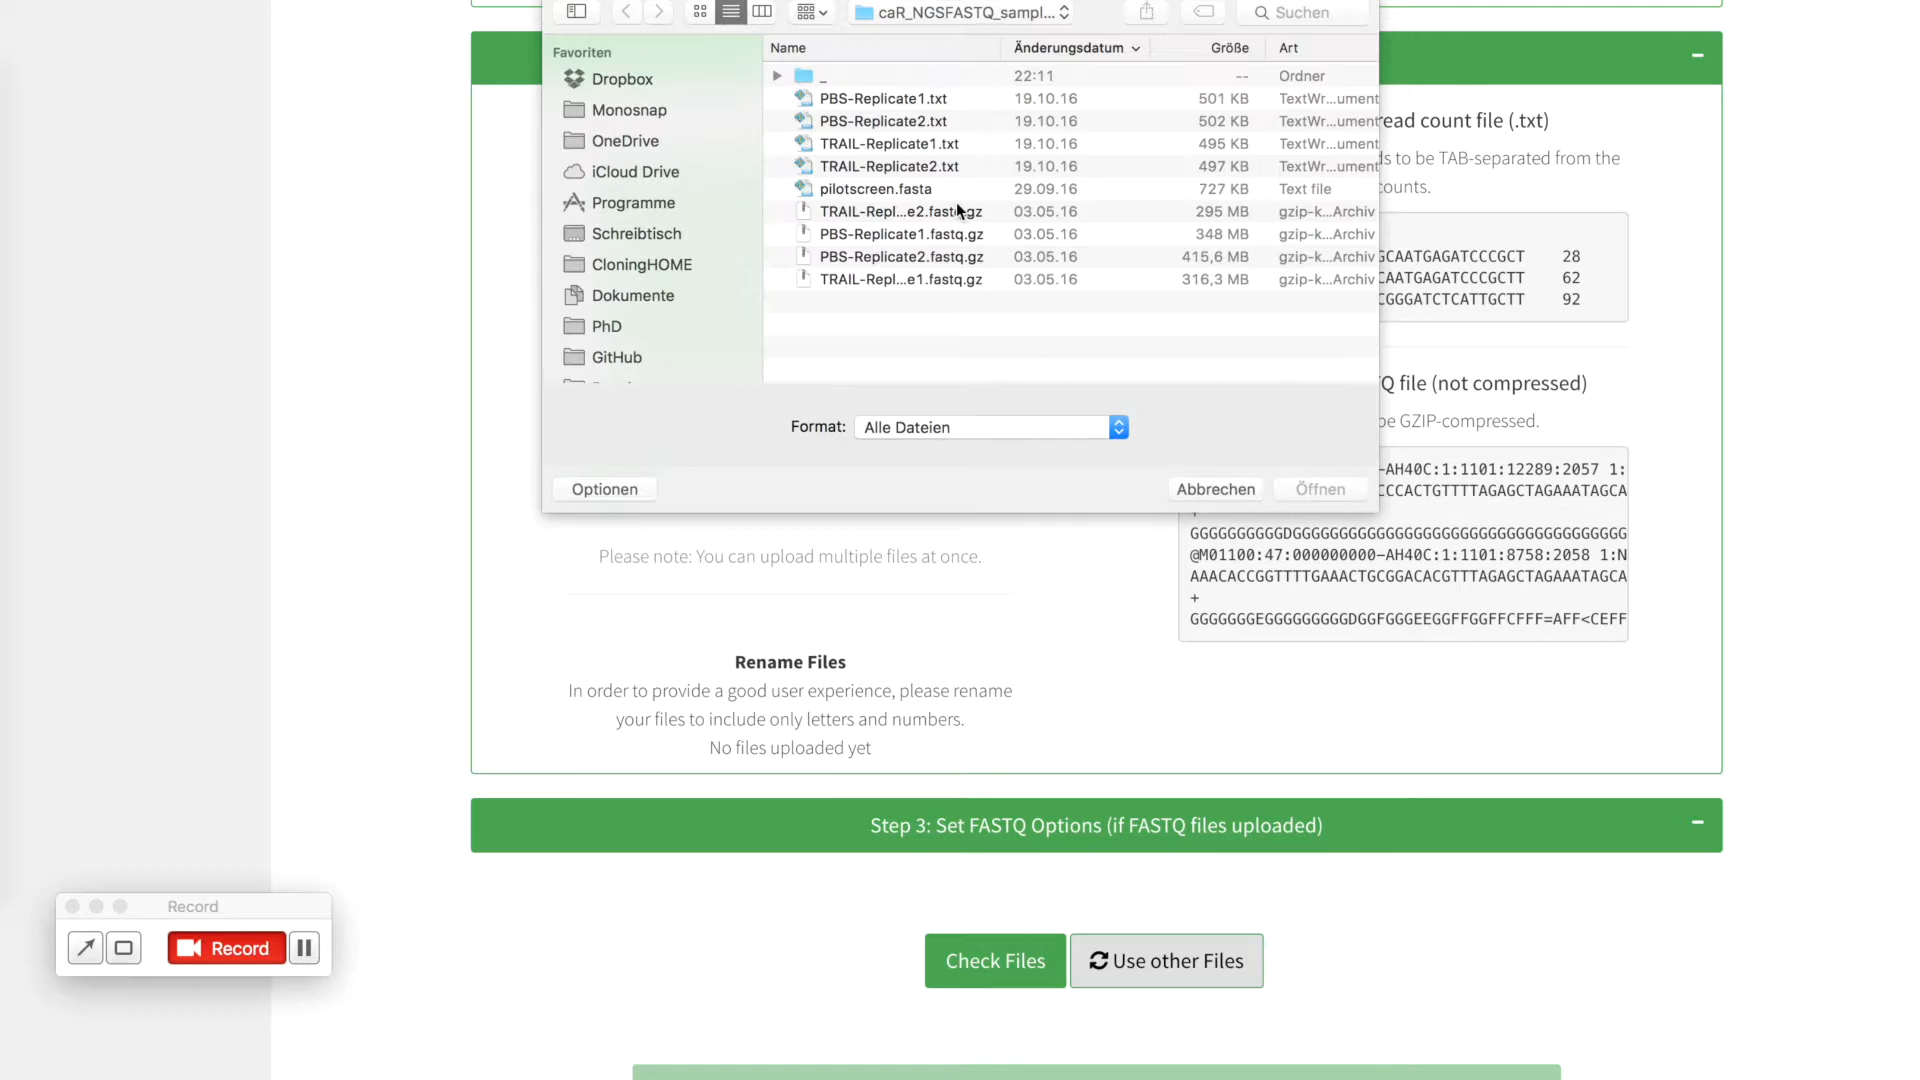 caR_NGSFASTQ_sampl...
Suchen
Favoriten
Dropbox
Monosnap
OneDrive
iCloud Drive
Programme
Schreibtisch
CloningHOME
Dokumente
PhD
GitHub
Name Änderungsdatum Größe Art
_ 22:11 -- Ordner
PBS-Replicate1.txt 19.10.16 501 KB TextWr...ument
PBS-Replicate2.txt 19.10.16 502 KB TextWr...ument
TRAIL-Replicate1.txt 19.10.16 495 KB TextWr...ument
TRAIL-Replicate2.txt 19.10.16 497 KB TextWr...ument
pilotscreen.fasta 29.09.16 727 KB Text file
TRAIL-Repl...e2.fastq.gz 03.05.16 295 MB gzip-k...Archiv
PBS-Replicate1.fastq.gz 03.05.16 348 MB gzip-k...Archiv
PBS-Replicate2.fastq.gz 03.05.16 415,6 MB gzip-k...Archiv
TRAIL-Repl...e1.fastq.gz 03.05.16 316,3 MB gzip-k...Archiv
Format: Alle Dateien
Optionen Abbrechen Öffnen
read count file (.txt)
ds to be TAB-separated from the
counts.
GCAATGAGATCCCGCT 28
CAATGAGATCCCGCTT 62
CGGGATCTCATTGCTT 92
Q file (not compressed)
be GZIP-compressed.
-AH40C:1:1101:12289:2057 1:
CCCACTGTTTTAGAGCTAGAAATAGCA
+
GGGGGGGGGGDGGGGGGGGGGGGGGGGGGGGGGGGGGGGGGGGGGGG
@M01100:47:000000000-AH40C:1:1101:8758:2058 1:N
AAACACCGGTTTTGAAACTGCGGACACGTTTAGAGCTAGAAATAGCA
+
GGGGGGGEGGGGGGGGGDGGFGGGEEGGFFGGFFCFFF=AFF<CEFF
Please note: You can upload multiple files at once.
Rename Files
In order to provide a good user experience, please rename
your files to include only letters and numbers.
No files uploaded yet
Step 3: Set FASTQ Options (if FASTQ files uploaded)
Record
Record
Check Files
Use other Files